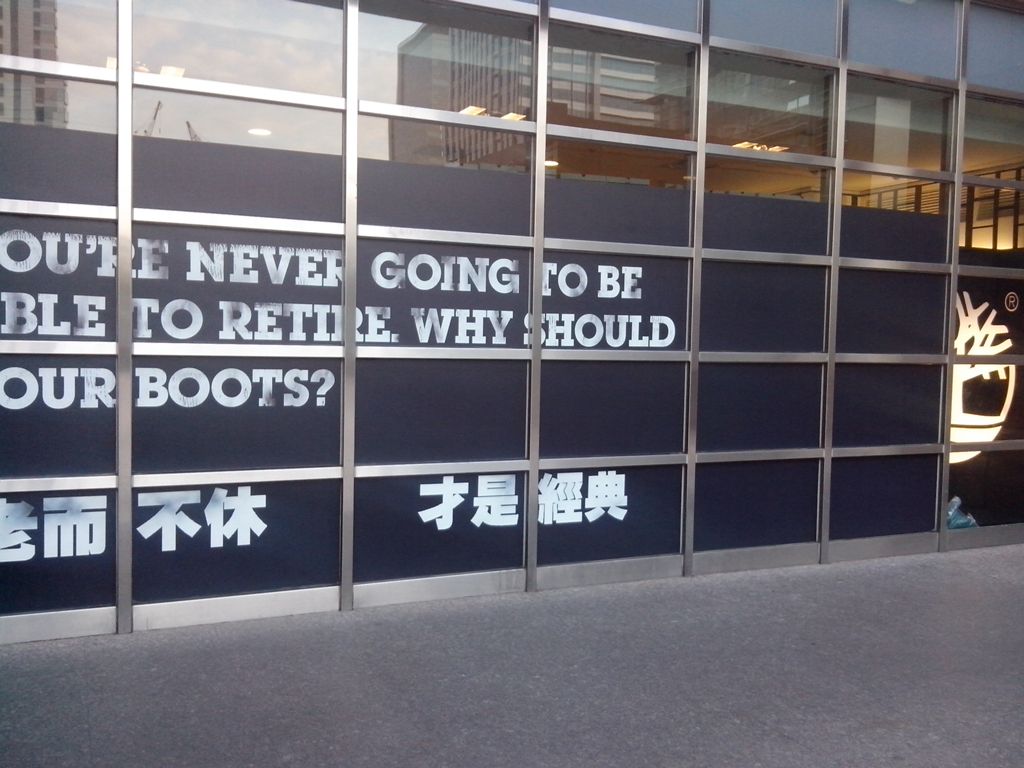 OU'RE NEVER GOING TO BE
BLE TO RETIRE. WHY SHOULD
OUR BOOTS?
老而不休 才是經典
®